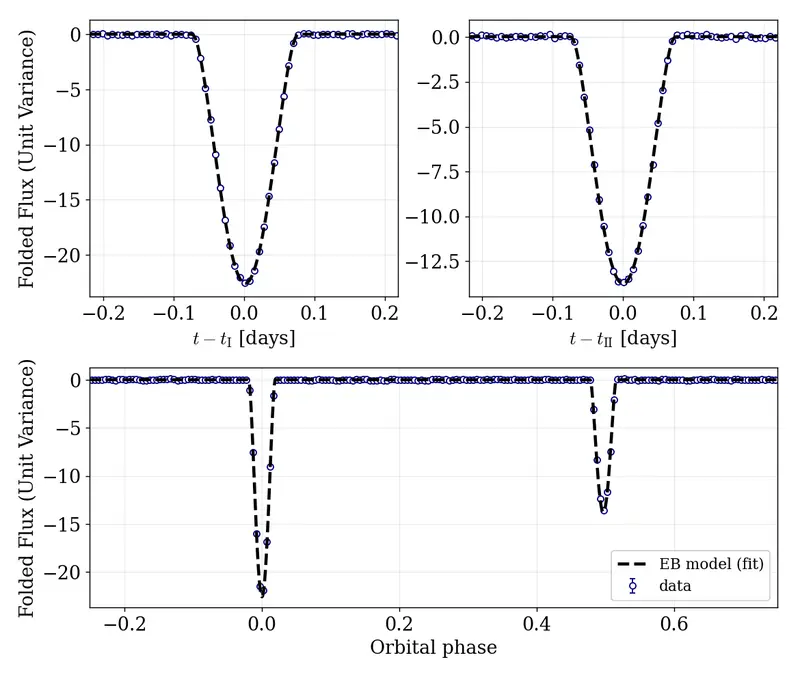 Folded Flux (Unit Variance)
0
−5
−10
−15
−20
−0.2 −0.1 0.0 0.1 0.2
t − tI [days]
0.0
−2.5
−5.0
−7.5
−10.0
−12.5
−0.2 −0.1 0.0 0.1 0.2
t − tII [days]
Folded Flux (Unit Variance)
0
−5
−10
−15
−20
−0.2 0.0 0.2 0.4 0.6
Orbital phase
EB model (fit)
data